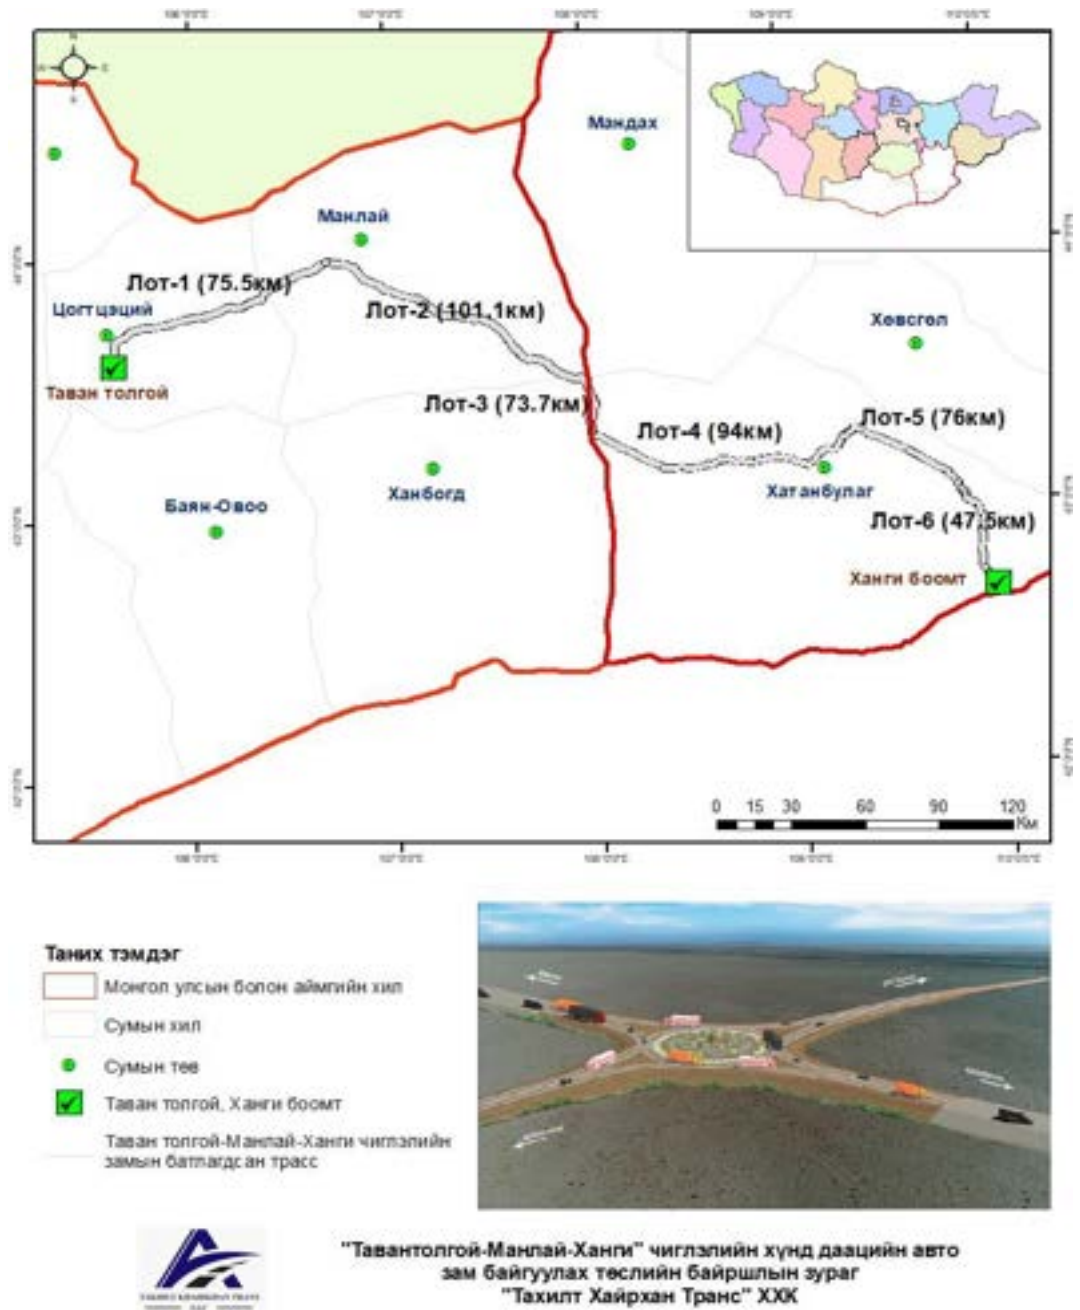 Мандах
Манлай
Лот-1 (75.5км)
Цогтцэций
Лот-2 (101.1км)
Хөвсгөл
Таван толгой
Лот-3 (73.7км)
Лот-5 (76км)
Лот-4 (94км)
Ханбогд
Хатанбулаг
Баян-Овоо
Лот-6 (47.5км)
Ханги боомт
0 15 30 60 90 120
Км
Таних тэмдэг
Монгол улсын болон аймгийн хил
Сумын хил
Сумын төв
Таван толгой, Ханги боомт
Таван толгой-Манлай-Ханги чиглэлийн
замын батлагдсан трасс
TAKHILT KHAIRKHAN TRANS
"Тавантолгой-Манлай-Ханги" чиглэлийн хүнд даацийн авто
зам байгуулах төслийн байршлын зураг
"Тахилт Хайрхан Транс" ХХК